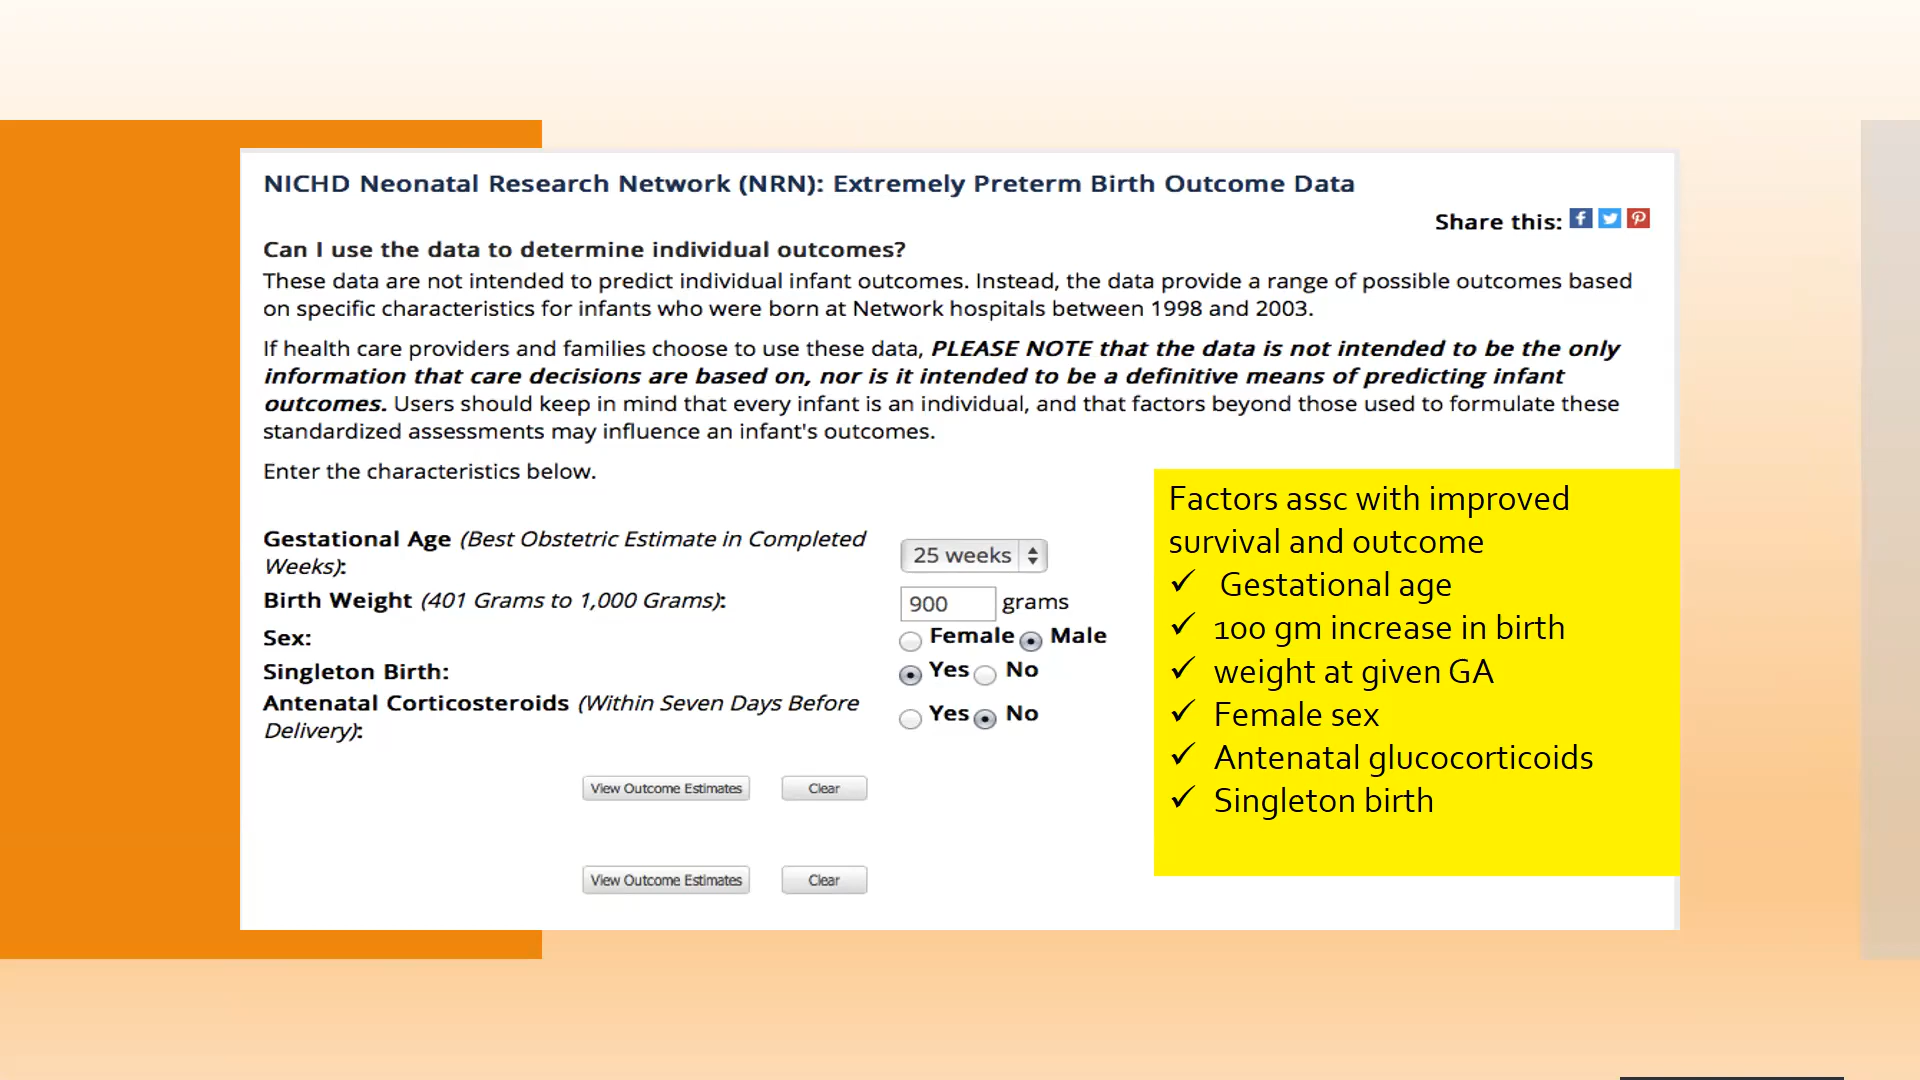 NICHD Neonatal Research Network (NRN): Extremely Preterm Birth Outcome Data
Share this:
Can I use the data to determine individual outcomes?
These data are not intended to predict individual infant outcomes. Instead, the data provide a range of possible outcomes based
on specific characteristics for infants who were born at Network hospitals between 1998 and 2003.
If health care providers and families choose to use these data, PLEASE NOTE that the data is not intended to be the only
information that care decisions are based on, nor is it intended to be a definitive means of predicting infant
outcomes. Users should keep in mind that every infant is an individual, and that factors beyond those used to formulate these
standardized assessments may influence an infant's outcomes.
Enter the characteristics below.
Gestational Age (Best Obstetric Estimate in Completed
Weeks):
25 weeks
Birth Weight (401 Grams to 1,000 Grams):
900 grams
Sex:
Female Male
Singleton Birth:
Yes No
Antenatal Corticosteroids (Within Seven Days Before
Delivery):
Yes No
View Outcome Estimates Clear
View Outcome Estimates Clear
Factors assc with improved
survival and outcome
✓ Gestational age
✓ 100 gm increase in birth
✓ weight at given GA
✓ Female sex
✓ Antenatal glucocorticoids
✓ Singleton birth